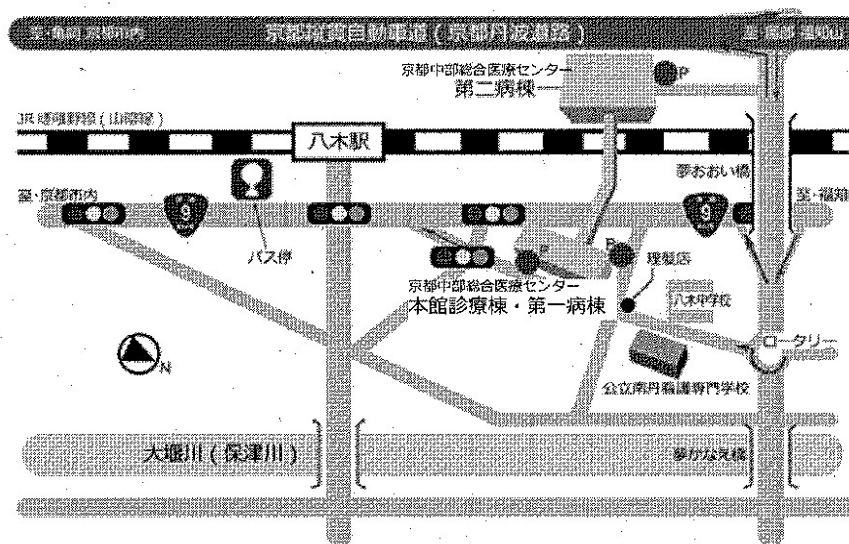 至・亀岡 京都市内
京都縦貫自動車道(京都丹波道路)
至・園部 福知山
京都中部総合医療センター
第二病棟
P
JR嵯峨野線(山陰線)
八木駅
夢おおい橋
至・京都市内
9
バス停
9
至・福知
P
P
理髪店
京都中部総合医療センター
本館診療棟・第一病棟
八木中学校
N
ロータリー
公立南丹看護専門学校
大堰川(保津川)
夢かなえ橋